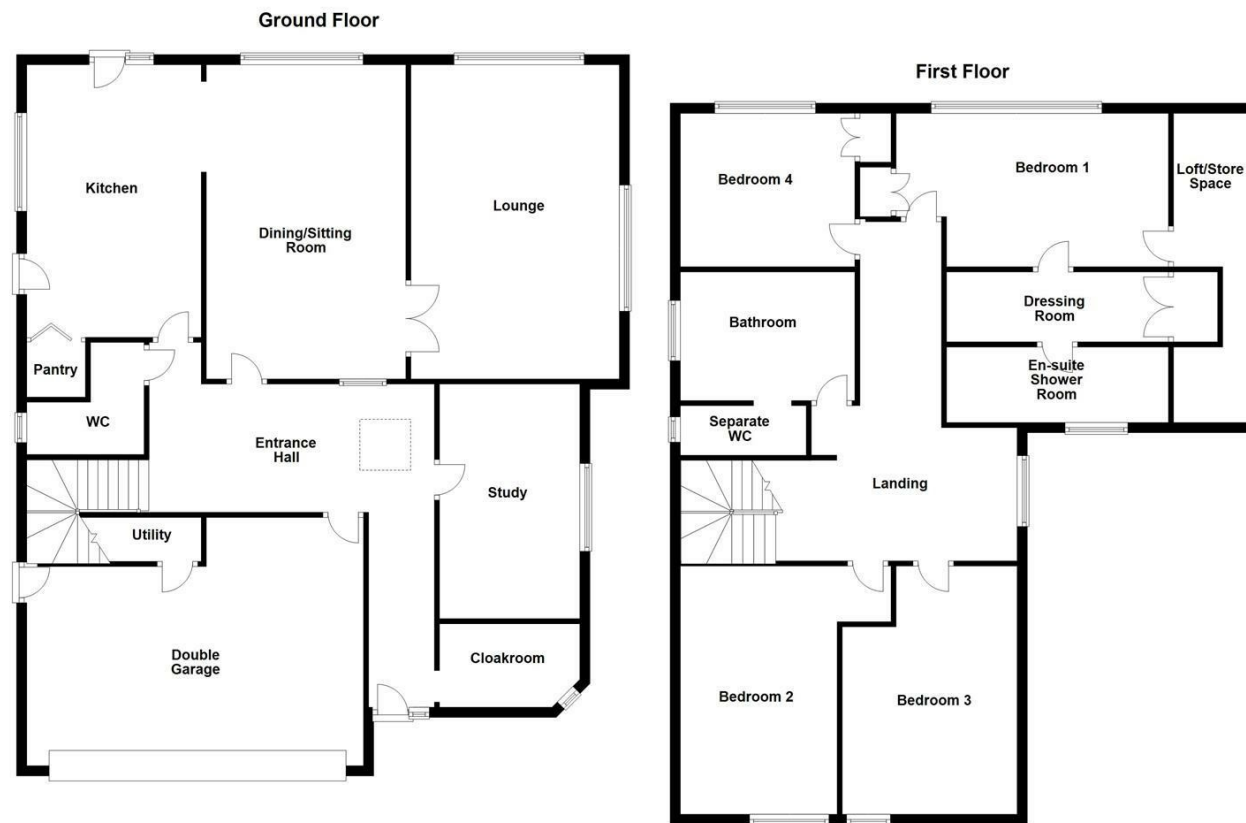 Ground Floor
Kitchen
Dining/Sitting
Room
Lounge
Pantry
WC
Entrance
Hall
Study
Utility
Double
Garage
Cloakroom
First Floor
Bedroom 4
Bedroom 1
Loft/Store
Space
Bathroom
Dressing
Room
En-suite
Shower
Room
Separate
WC
Landing
Bedroom 2
Bedroom 3